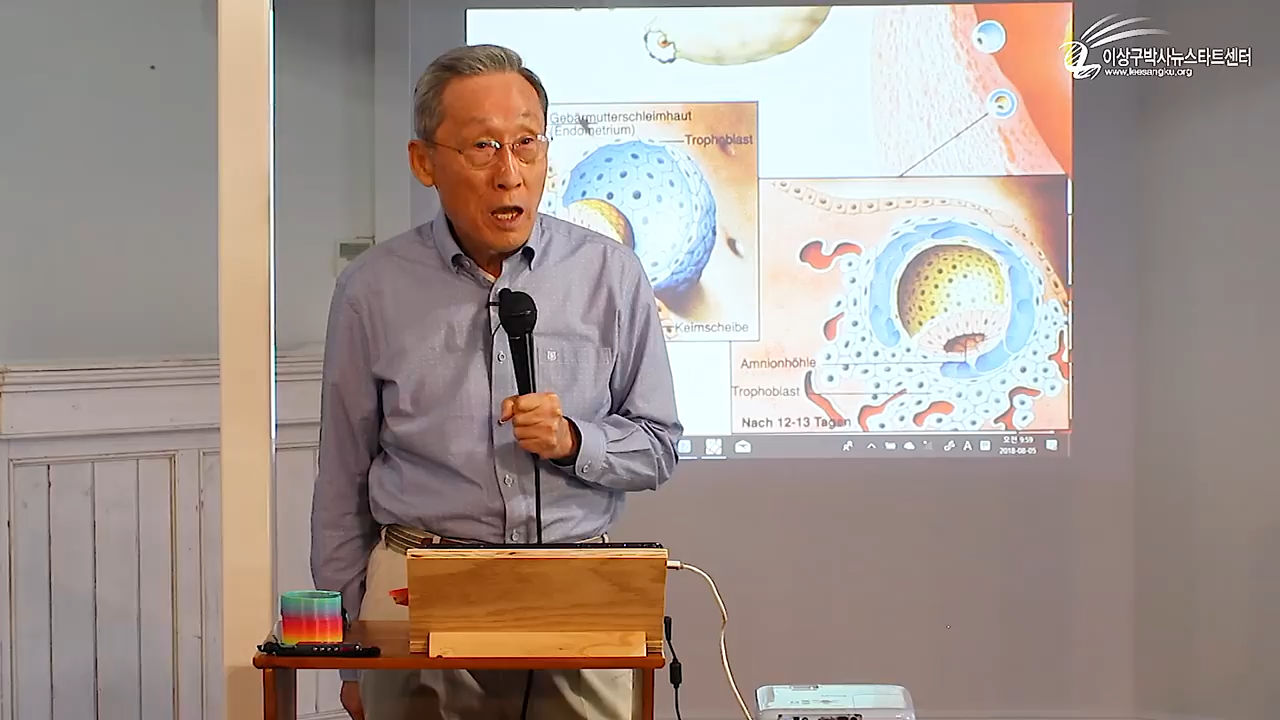 이상구박사뉴스타트센터
www.leesangku.org
Gebärmutterschleimhaut
(Endometrium)
Trophoblast
Keimscheibe
Amnionhöhle
Trophoblast
Nach 12-13 Tagen
A
오전 9:59
2018-08-05